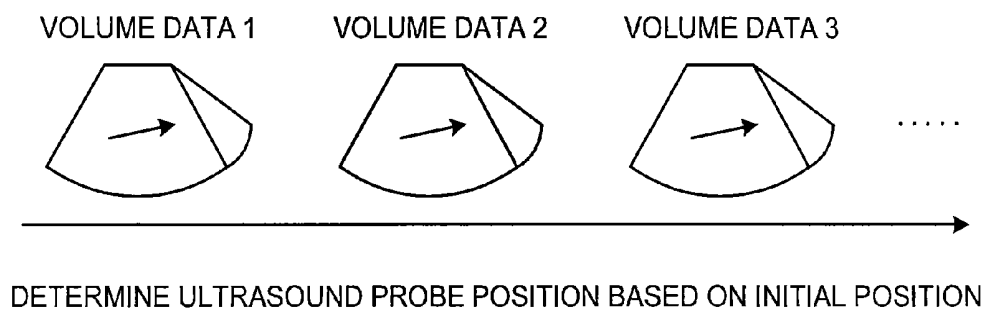 VOLUME DATA 1 VOLUME DATA 2 VOLUME DATA 3
.....
DETERMINE ULTRASOUND PROBE POSITION BASED ON INITIAL POSITION